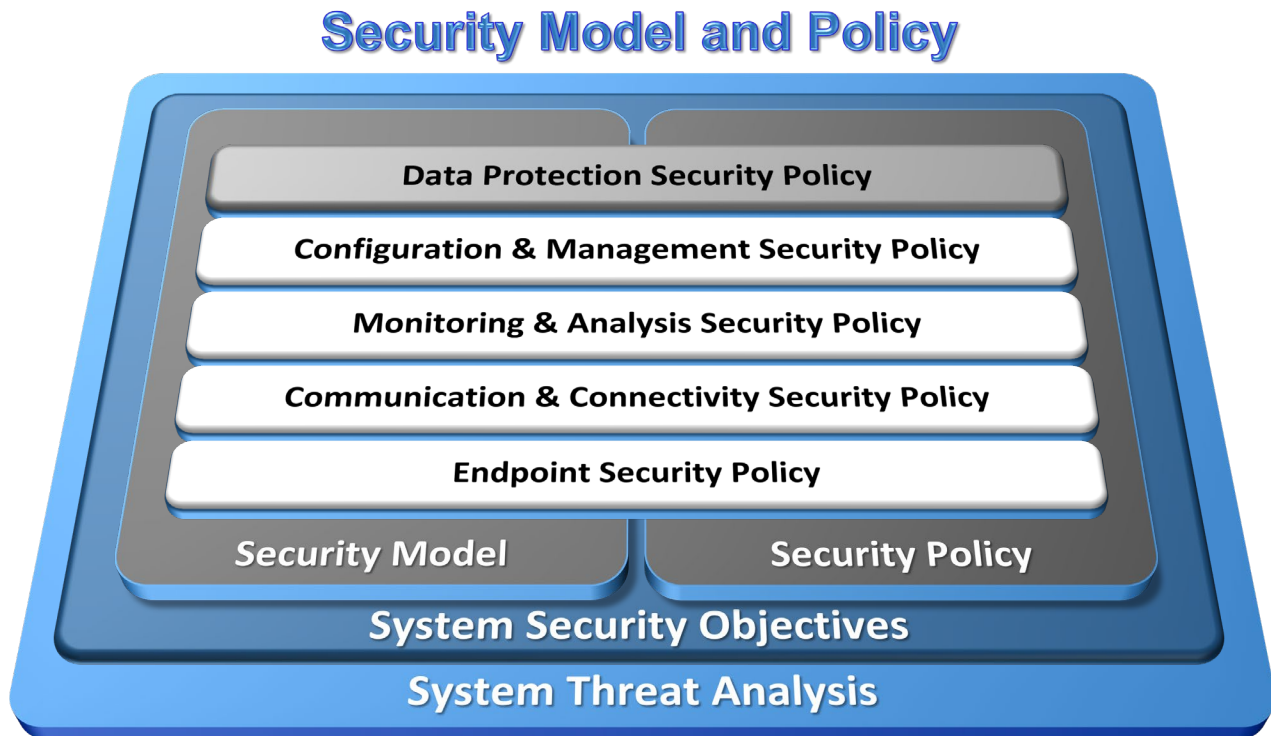 Security Model and Policy
Data Protection Security Policy
Configuration & Management Security Policy
Monitoring & Analysis Security Policy
Communication & Connectivity Security Policy
Endpoint Security Policy
Security Model
Security Policy
System Security Objectives
System Threat Analysis